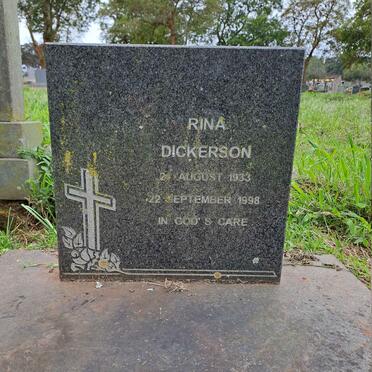 RINA
DICKERSON
24 AUGUST 1933
22 SEPTEMBER 1998
IN GOD'S CARE